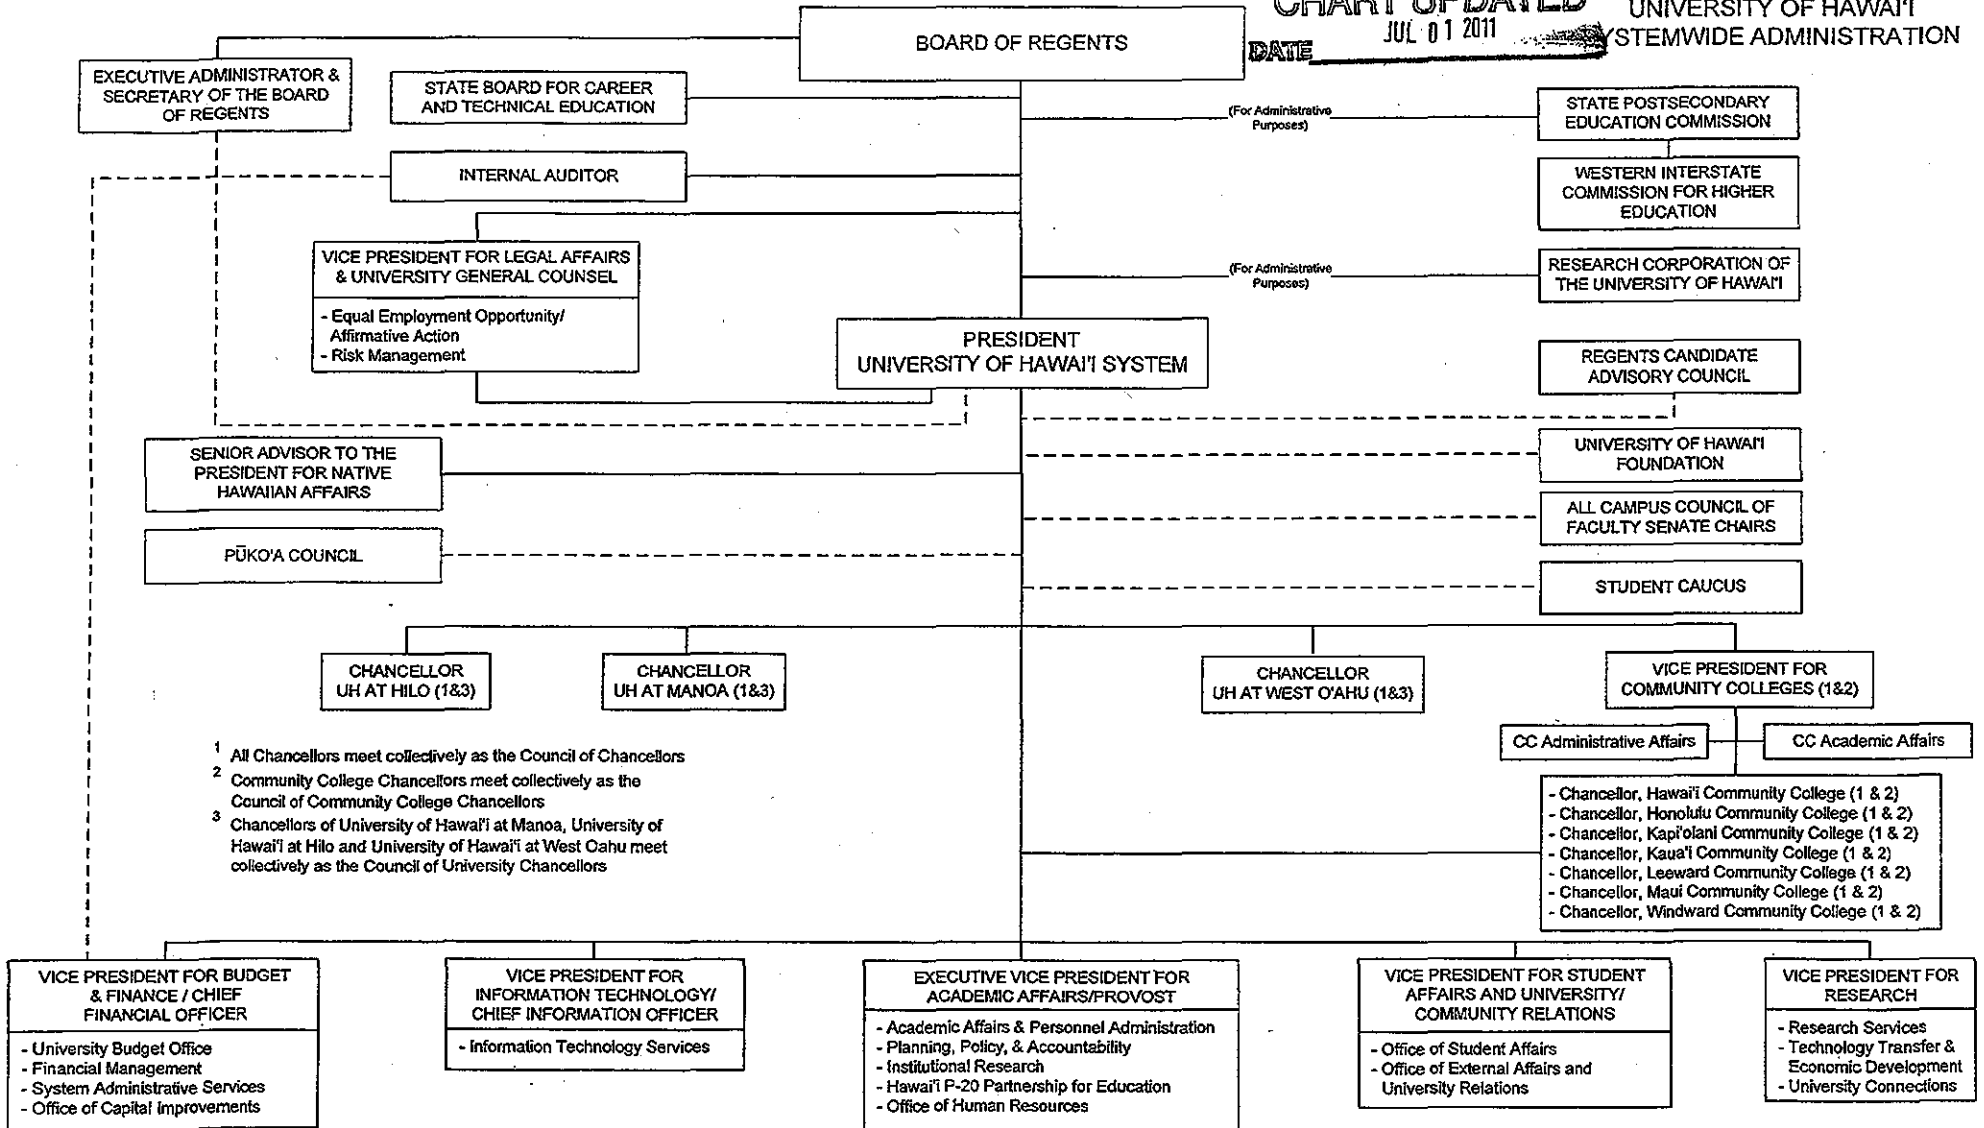 CHART UPDATED
DATE JUL 01 2011
UNIVERSITY OF HAWAI'I
SYSTEMWIDE ADMINISTRATION
BOARD OF REGENTS
EXECUTIVE ADMINISTRATOR &
SECRETARY OF THE BOARD
OF REGENTS
STATE BOARD FOR CAREER
AND TECHNICAL EDUCATION
(For Administrative
Purposes)
STATE POSTSECONDARY
EDUCATION COMMISSION
INTERNAL AUDITOR
WESTERN INTERSTATE
COMMISSION FOR HIGHER
EDUCATION
VICE PRESIDENT FOR LEGAL AFFAIRS
& UNIVERSITY GENERAL COUNSEL
- Equal Employment Opportunity/
Affirmative Action
- Risk Management
(For Administrative
Purposes)
RESEARCH CORPORATION OF
THE UNIVERSITY OF HAWAI'I
PRESIDENT
UNIVERSITY OF HAWAI'I SYSTEM
REGENTS CANDIDATE
ADVISORY COUNCIL
SENIOR ADVISOR TO THE
PRESIDENT FOR NATIVE
HAWAIIAN AFFAIRS
UNIVERSITY OF HAWAI'I
FOUNDATION
ALL CAMPUS COUNCIL OF
FACULTY SENATE CHAIRS
PŪKO'A COUNCIL
STUDENT CAUCUS
CHANCELLOR
UH AT HILO (1&3)
CHANCELLOR
UH AT MANOA (1&3)
CHANCELLOR
UH AT WEST O'AHU (1&3)
VICE PRESIDENT FOR
COMMUNITY COLLEGES (1&2)
CC Administrative Affairs
CC Academic Affairs
1 All Chancellors meet collectively as the Council of Chancellors
2 Community College Chancellors meet collectively as the
Council of Community College Chancellors
3 Chancellors of University of Hawai'i at Manoa, University of
Hawai'i at Hilo and University of Hawai'i at West Oahu meet
collectively as the Council of University Chancellors
- Chancellor, Hawai'i Community College (1 & 2)
- Chancellor, Honolulu Community College (1 & 2)
- Chancellor, Kapi'olani Community College (1 & 2)
- Chancellor, Kaua'i Community College (1 & 2)
- Chancellor, Leeward Community College (1 & 2)
- Chancellor, Maui Community College (1 & 2)
- Chancellor, Windward Community College (1 & 2)
VICE PRESIDENT FOR BUDGET
& FINANCE / CHIEF
FINANCIAL OFFICER
- University Budget Office
- Financial Management
- System Administrative Services
- Office of Capital Improvements
VICE PRESIDENT FOR
INFORMATION TECHNOLOGY/
CHIEF INFORMATION OFFICER
- Information Technology Services
EXECUTIVE VICE PRESIDENT FOR
ACADEMIC AFFAIRS/PROVOST
- Academic Affairs & Personnel Administration
- Planning, Policy, & Accountability
- Institutional Research
- Hawai'i P-20 Partnership for Education
- Office of Human Resources
VICE PRESIDENT FOR STUDENT
AFFAIRS AND UNIVERSITY/
COMMUNITY RELATIONS
- Office of Student Affairs
- Office of External Affairs and
University Relations
VICE PRESIDENT FOR
RESEARCH
- Research Services
- Technology Transfer &
Economic Development
- University Connections